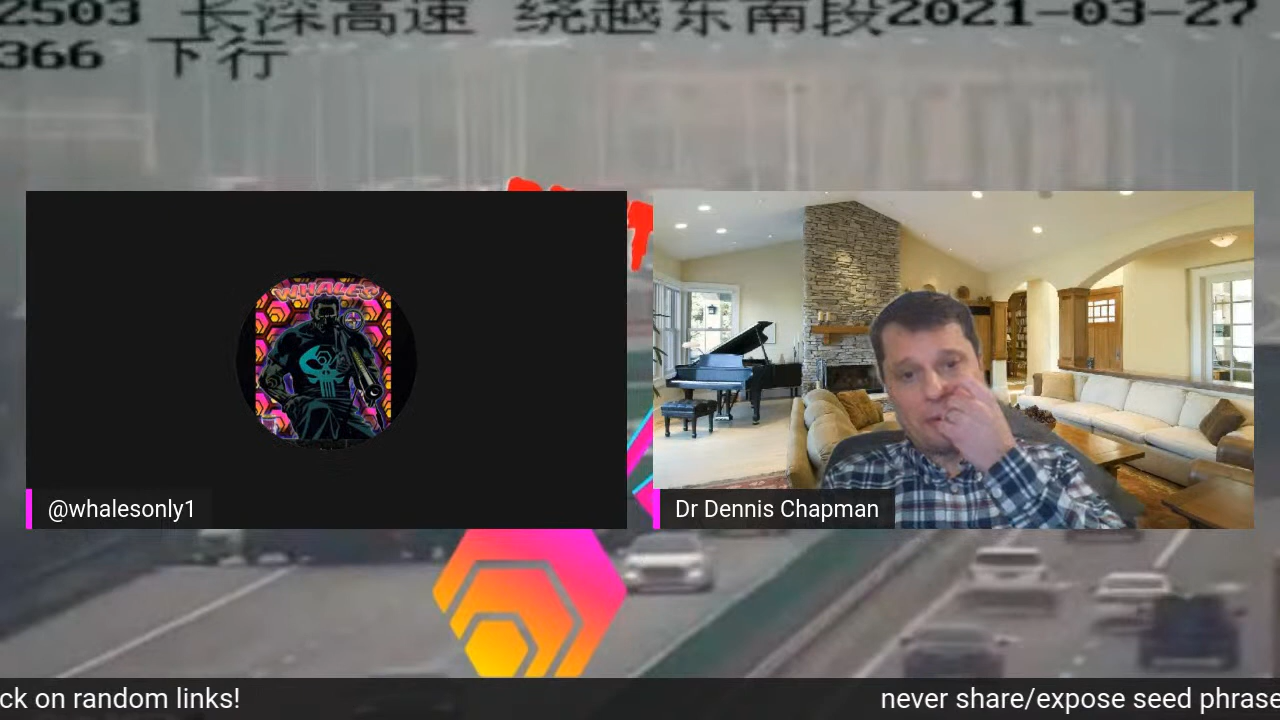 2503 长深高速 绕越东南段2021-03-27
366 下行
WHALES
@whalesonly1
Dr Dennis Chapman
ck on random links!
never share/expose seed phrase